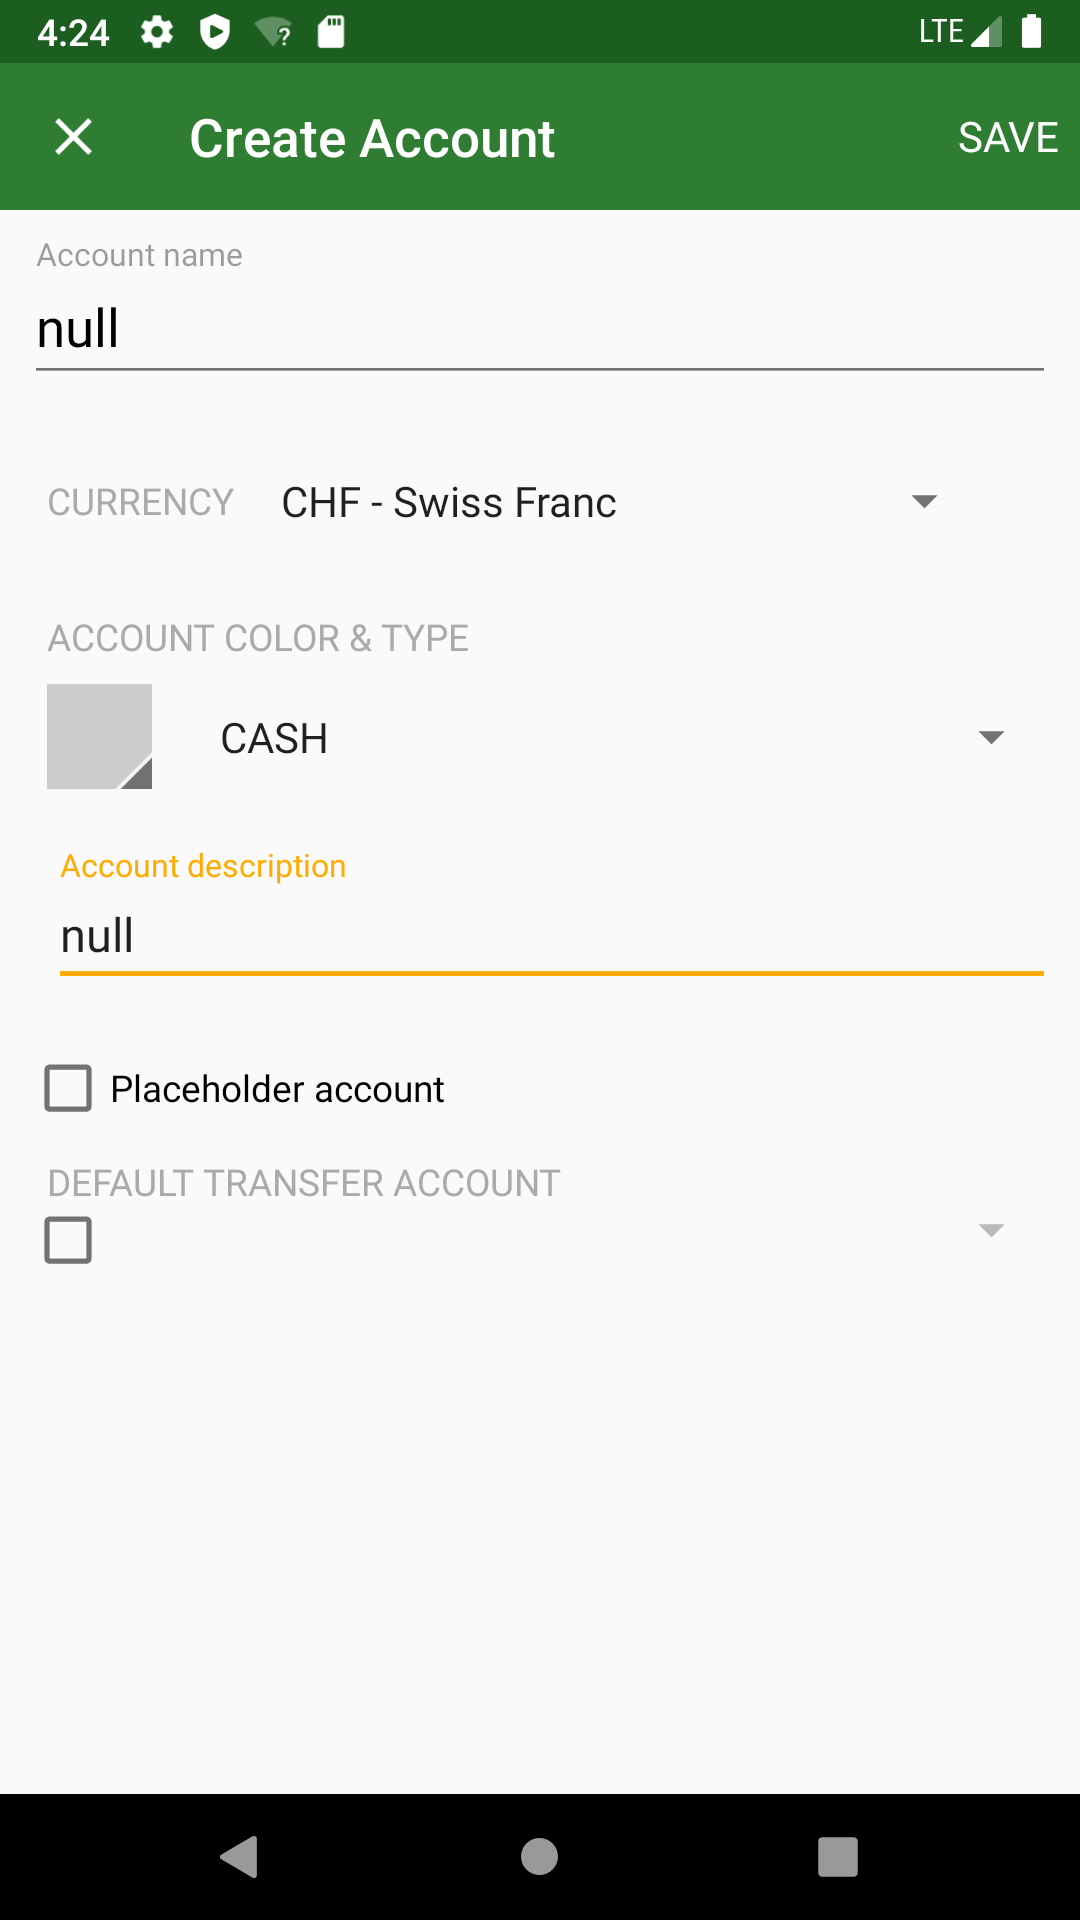 4:24
LTE
Create Account
SAVE
Account name
null
CURRENCY
CHF - Swiss Franc
ACCOUNT COLOR & TYPE
CASH
Account description
null
Placeholder account
DEFAULT TRANSFER ACCOUNT